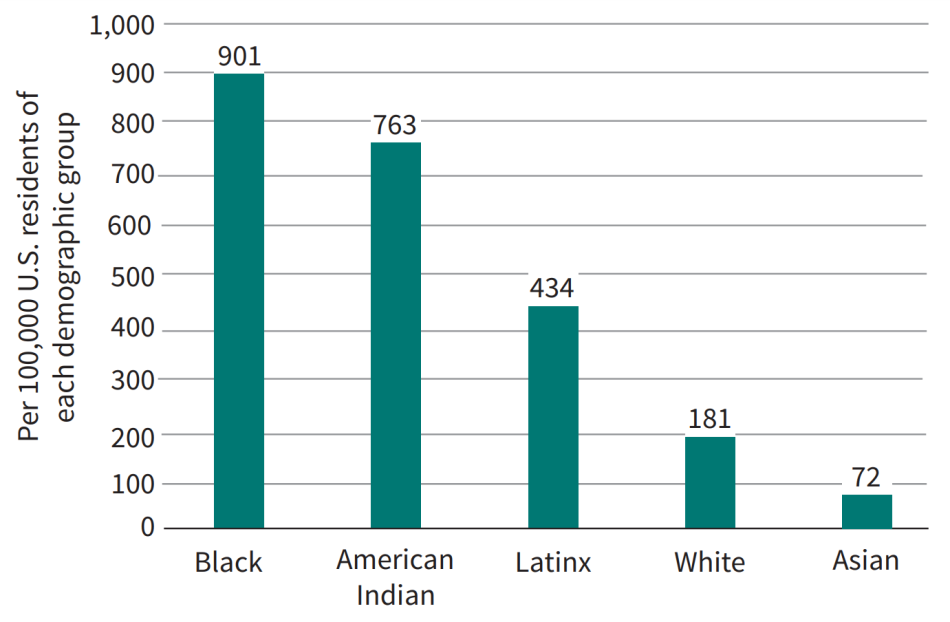 Per 100,000 U.S. residents of
each demographic group
1,000
900
800
700
600
500
400
300
200
100
0
901
763
434
181
72
Black
American
Indian
Latinx
White
Asian